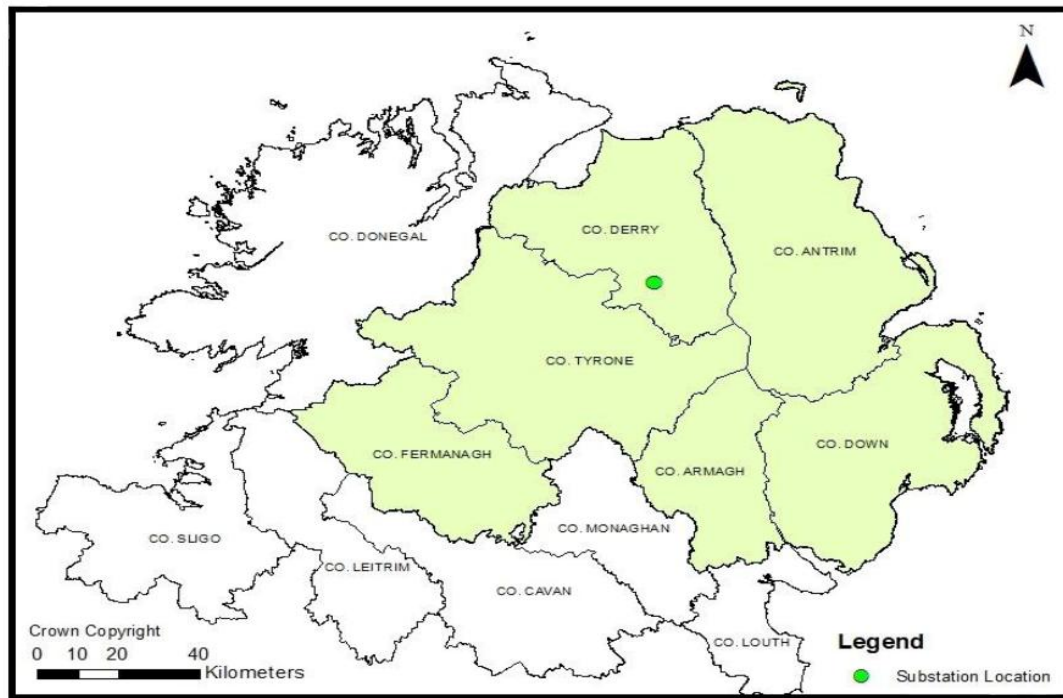 N
CO. DONEGAL
CO. DERRY
CO. ANTRIM
CO. TYRONE
CO. FERMANAGH
CO. ARMAGH
CO. DOWN
CO. MONAGHAN
CO. SLIGO
CO. LEITRIM
CO. CAVAN
CO. LOUTH
Crown Copyright
0 10 20 40
Kilometers
Legend
Substation Location